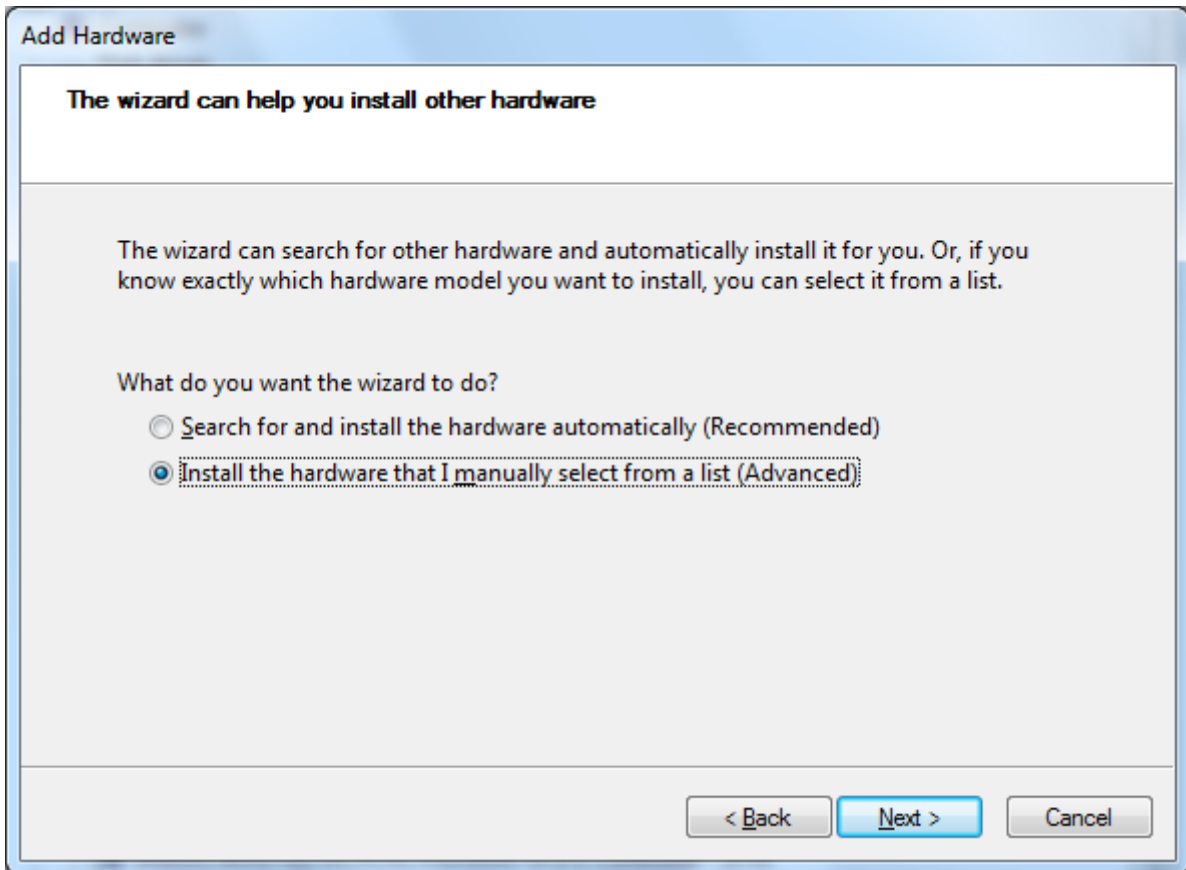 Add Hardware
The wizard can help you install other hardware
The wizard can search for other hardware and automatically install it for you. Or, if you
know exactly which hardware model you want to install, you can select it from a list.
What do you want the wizard to do?
Search for and install the hardware automatically (Recommended)
Install the hardware that I manually select from a list (Advanced)
< Back Next > Cancel